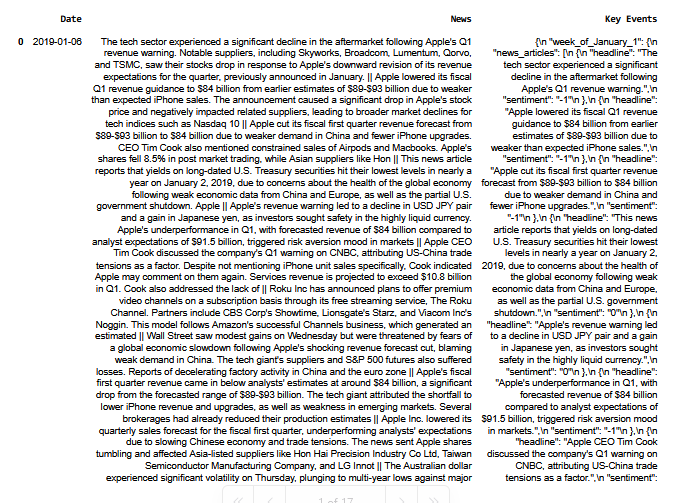 Date News Key Events
0 2019-01-06
The tech sector experienced a significant decline in the aftermarket following Apple's Q1
revenue warning. Notable suppliers, including Skyworks, Broadcom, Lumentum, Qorvo,
and TSMC, saw their stocks drop in response to Apple's downward revision of its revenue
expectations for the quarter, previously announced in January. || Apple lowered its fiscal
Q1 revenue guidance to $84 billion from earlier estimates of $89-$93 billion due to weaker
than expected iPhone sales. The announcement caused a significant drop in Apple's stock
price and negatively impacted related suppliers, leading to broader market declines for
tech indices such as Nasdaq 10 || Apple cut its fiscal first quarter revenue forecast from
$89-$93 billion to $84 billion due to weaker demand in China and fewer iPhone upgrades.
CEO Tim Cook also mentioned constrained sales of Airpods and Macbooks. Apple's
shares fell 8.5% in post market trading, while Asian suppliers like Hon || This news article
reports that yields on long-dated U.S. Treasury securities hit their lowest levels in nearly a
year on January 2, 2019, due to concerns about the health of the global economy
following weak economic data from China and Europe, as well as the partial U.S.
government shutdown. Apple || Apple's revenue warning led to a decline in USD JPY pair
and a gain in Japanese yen, as investors sought safety in the highly liquid currency.
Apple's underperformance in Q1, with forecasted revenue of $84 billion compared to
analyst expectations of $91.5 billion, triggered risk aversion mood in markets || Apple CEO
Tim Cook discussed the company's Q1 warning on CNBC, attributing US-China trade
tensions as a factor. Despite not mentioning iPhone unit sales specifically, Cook indicated
Apple may comment on them again. Services revenue is projected to exceed $10.8 billion
in Q1. Cook also addressed the lack of || Roku Inc has announced plans to offer premium
video channels on a subscription basis through its free streaming service, The Roku
Channel. Partners include CBS Corp's Showtime, Lionsgate's Starz, and Viacom Inc's
Noggin. This model follows Amazon's successful Channels business, which generated an
estimated || Wall Street saw modest gains on Wednesday but were threatened by fears of
a global economic slowdown following Apple's shocking revenue forecast cut, blaming
weak demand in China. The tech giant's suppliers and S&P 500 futures also suffered
losses. Reports of decelerating factory activity in China and the euro zone || Apple's fiscal
first quarter revenue came in below analysts' estimates at around $84 billion, a significant
drop from the forecasted range of $89-$93 billion. The tech giant attributed the shortfall to
lower iPhone revenue and upgrades, as well as weakness in emerging markets. Several
brokerages had already reduced their production estimates || Apple Inc. lowered its
quarterly sales forecast for the fiscal first quarter, underperforming analysts' expectations
due to slowing Chinese economy and trade tensions. The news sent Apple shares
tumbling and affected Asia-listed suppliers like Hon Hai Precision Industry Co Ltd, Taiwan
Semiconductor Manufacturing Company, and LG Innot || The Australian dollar
experienced significant volatility on Thursday, plunging to multi-year lows against major
{\n "week_of_January_1": {\n
"news_articles": [\n {\n "headline": "The
tech sector experienced a significant
decline in the aftermarket following
Apple's Q1 revenue warning.",\n
"sentiment": "-1"\n },\n {\n "headline":
"Apple lowered its fiscal Q1 revenue
guidance to $84 billion from earlier
estimates of $89-$93 billion due to
weaker than expected iPhone sales.",\n
"sentiment": "-1"\n },\n {\n "headline":
"Apple cut its fiscal first quarter revenue
forecast from $89-$93 billion to $84 billion
due to weaker demand in China and
fewer iPhone upgrades.",\n "sentiment":
"-1"\n },\n {\n "headline": "This news
article reports that yields on long-dated
U.S. Treasury securities hit their lowest
levels in nearly a year on January 2,
2019, due to concerns about the health of
the global economy following weak
economic data from China and Europe,
as well as the partial U.S. government
shutdown.",\n "sentiment": "0"\n },\n {\n
"headline": "Apple's revenue warning led
to a decline in USD JPY pair and a gain
in Japanese yen, as investors sought
safety in the highly liquid currency.",\n
"sentiment": "0"\n },\n {\n "headline":
"Apple's underperformance in Q1, with
forecasted revenue of $84 billion
compared to analyst expectations of
$91.5 billion, triggered risk aversion mood
in markets.",\n "sentiment": "-1"\n },\n {\n
"headline": "Apple CEO Tim Cook
discussed the company's Q1 warning on
CNBC, attributing US-China trade
tensions as a factor.",\n "sentiment":
1 of 17